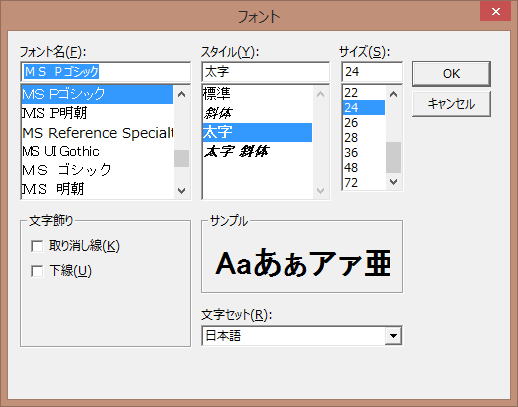 フォント
フォント名(F):
ＭＳ Ｐゴシック
ＭＳ Ｐゴシック
ＭＳ Ｐ明朝
MS Reference Specialt
MS UI Gothic
ＭＳ ゴシック
ＭＳ 明朝
スタイル(Y):
太字
標準
斜体
太字
太字 斜体
サイズ(S):
24
22
24
26
28
36
48
72
OK
キャンセル
文字飾り
取り消し線(K)
下線(U)
サンプル
Aaあぁアァ亜
文字セット(R):
日本語